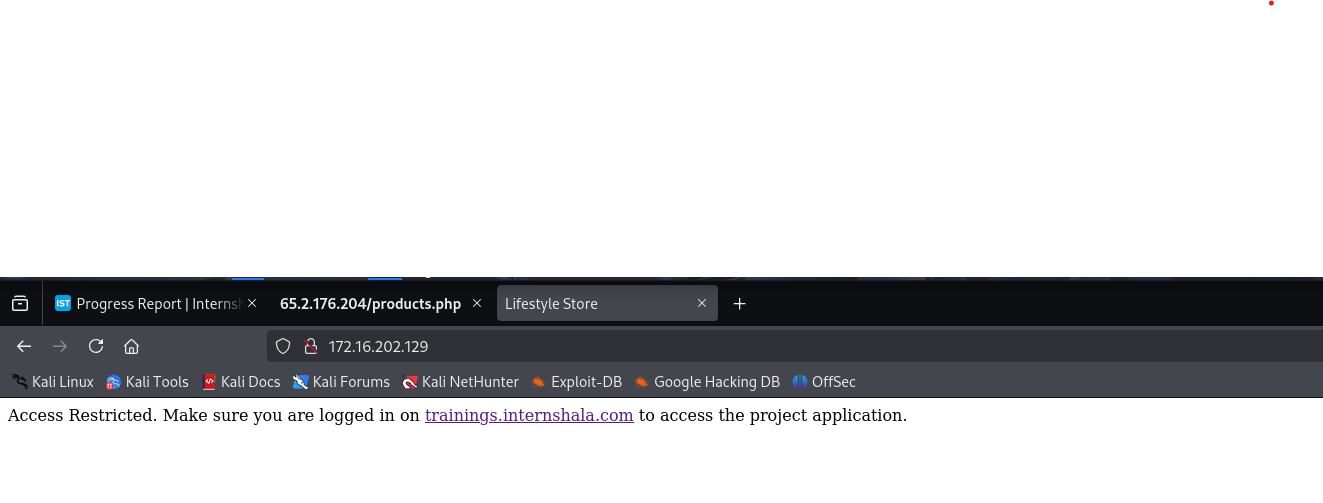 IST Progress Report | Interns
65.2.176.204/products.php
Lifestyle Store
172.16.202.129
Kali Linux Kali Tools Kali Docs Kali Forums Kali NetHunter Exploit-DB Google Hacking DB OffSec
Access Restricted. Make sure you are logged in on trainings.internshala.com to access the project application.